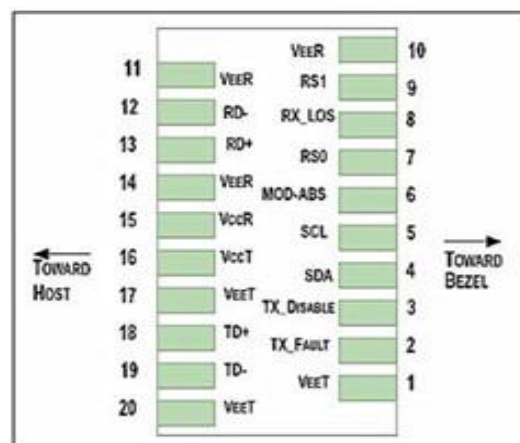 VEER 10
11 VEER
RS1 9
12 RD-
RX_LOS 8
13 RD+
RS0 7
14 VEER
MOD-ABS 6
15 VCCR
SCL 5
16 VCCT
TOWARD HOST
TOWARD BEZEL
SDA 4
17 VEET
TX_DISABLE 3
18 TD+
TX_FAULT 2
19 TD-
VEET 1
20 VEET